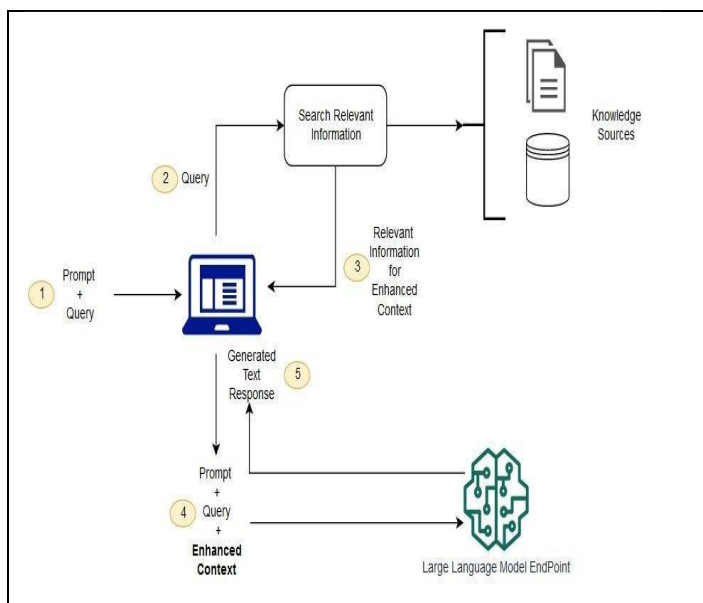 Search Relevant
Information
Knowledge
Sources
2 Query
1
Prompt
+
Query
3
Relevant
Information
for
Enhanced
Context
Generated
Text
Response
5
4
Prompt
+
Query
+
Enhanced
Context
Large Language Model EndPoint